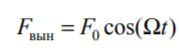 F_вын = F_0 cos(Ωt)